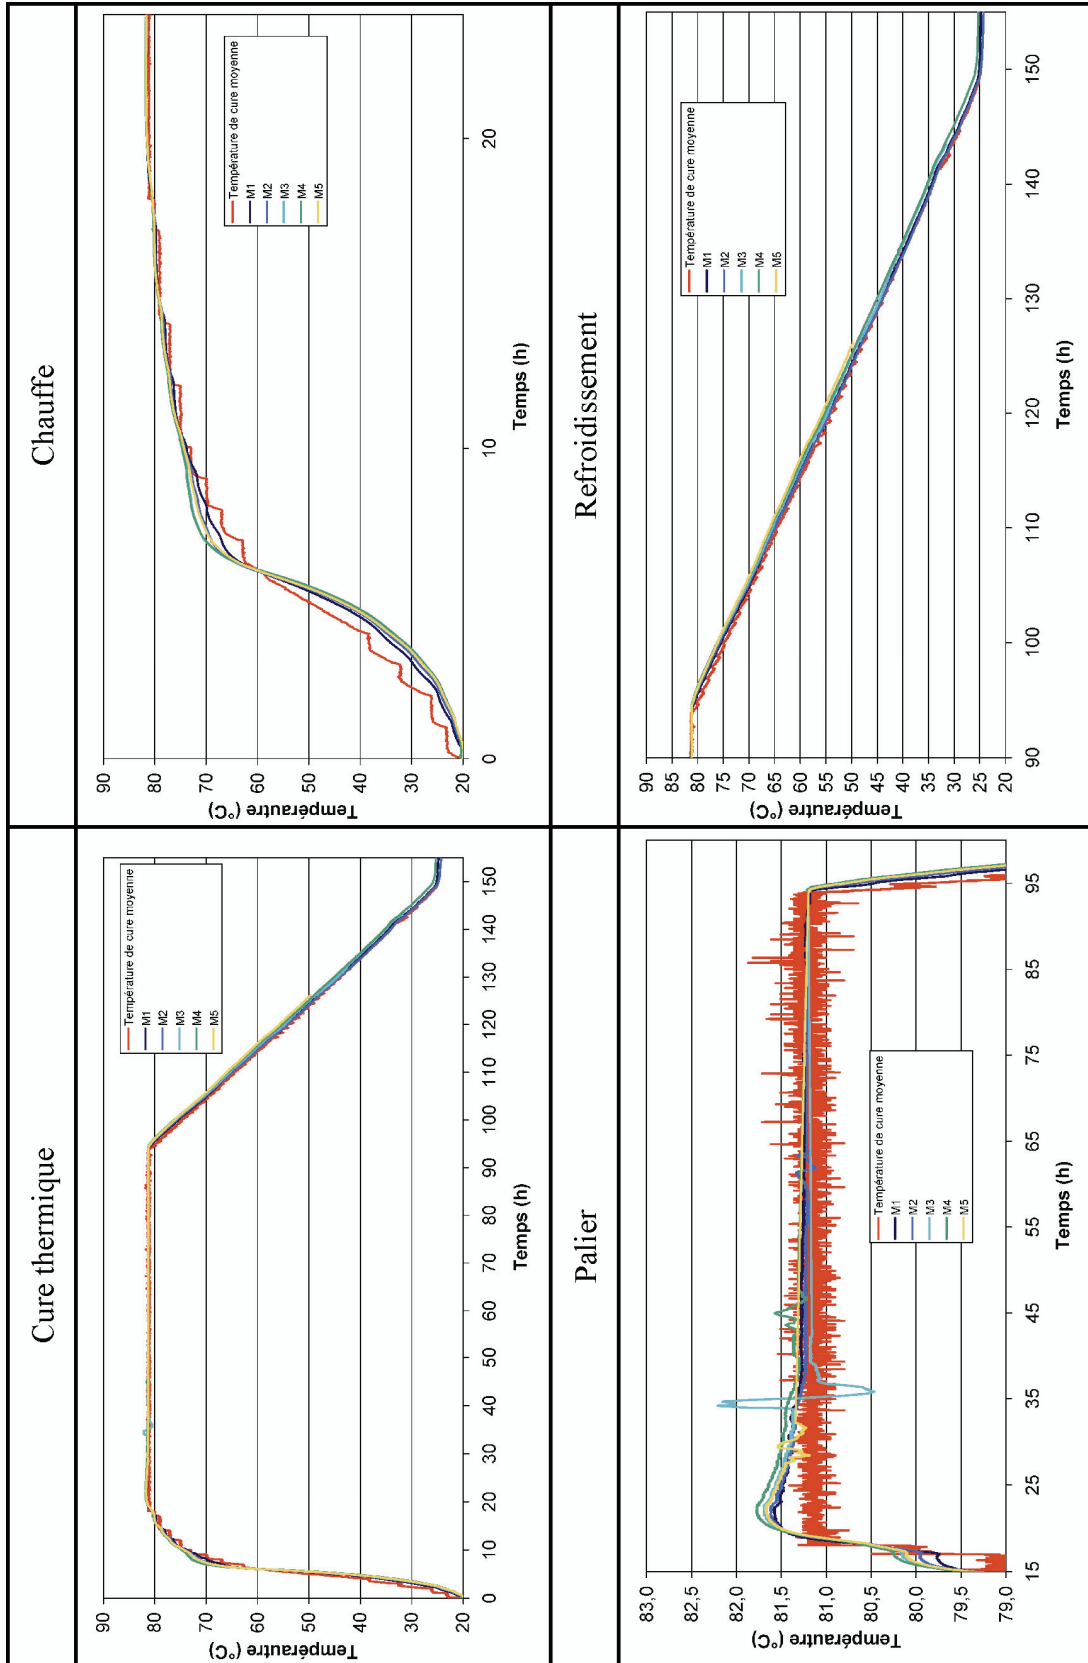 Cure thermique
Tempérautre (°C)
90
80
70
60
50
40
30
20
0
10
20
30
40
50
60
70
80
90
100
110
120
130
140
150
Temps (h)
Température de cure moyenne
M1
M2
M3
M4
M5
Chauffe
Tempérautre (°C)
90
80
70
60
50
40
30
20
0
10
20
Temps (h)
Température de cure moyenne
M1
M2
M3
M4
M5
Palier
Tempérautre (°C)
83,0
82,5
82,0
81,5
81,0
80,5
80,0
79,5
79,0
15
25
35
45
55
65
75
85
95
Temps (h)
Température de cure moyenne
M1
M2
M3
M4
M5
Refroidissement
Tempérautre (°C)
90
85
80
75
70
65
60
55
50
45
40
35
30
25
20
90
100
110
120
130
140
150
Temps (h)
Température de cure moyenne
M1
M2
M3
M4
M5